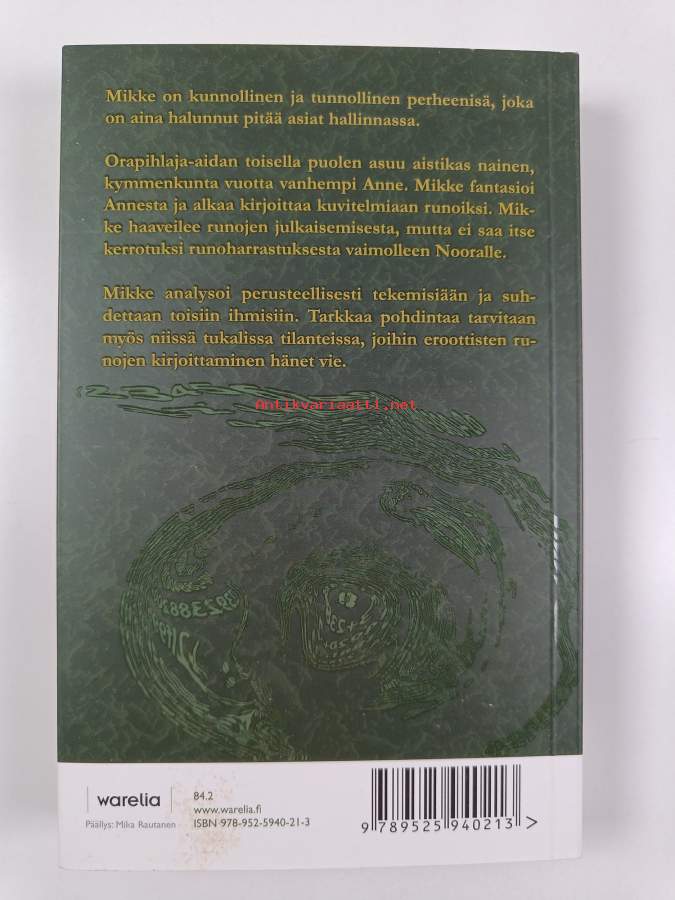 Mikke on kunnollinen ja tunnollinen perheenisä, joka
on aina halunnut pitää asiat hallinnassa.
Orapihlaja-aidan toisella puolen asuu aistikas nainen,
kymmenkunta vuotta vanhempi Anne. Mikke fantasioi
Annesta ja alkaa kirjoittaa kuvitelmiaan runoiksi. Mik-
ke haaveilee runojen julkaisemisesta, mutta ei saa itse
kerrotuksi runoharrastuksesta vaimolleen Nooralle.
Mikke analysoi perusteellisesti tekemisiään ja suh-
dettaan toisiin ihmisiin. Tarkkaa pohdintaa tarvitaan
myös niissä tukalissa tilanteissa, joihin eroottisten ru-
nojen kirjoittaminen hänet vie.
Antikvariaatti.net
warelia
Päällys: Mika Rautanen
84.2
www.warelia.fi
ISBN 978-952-5940-21-3
9 789525 940213 >